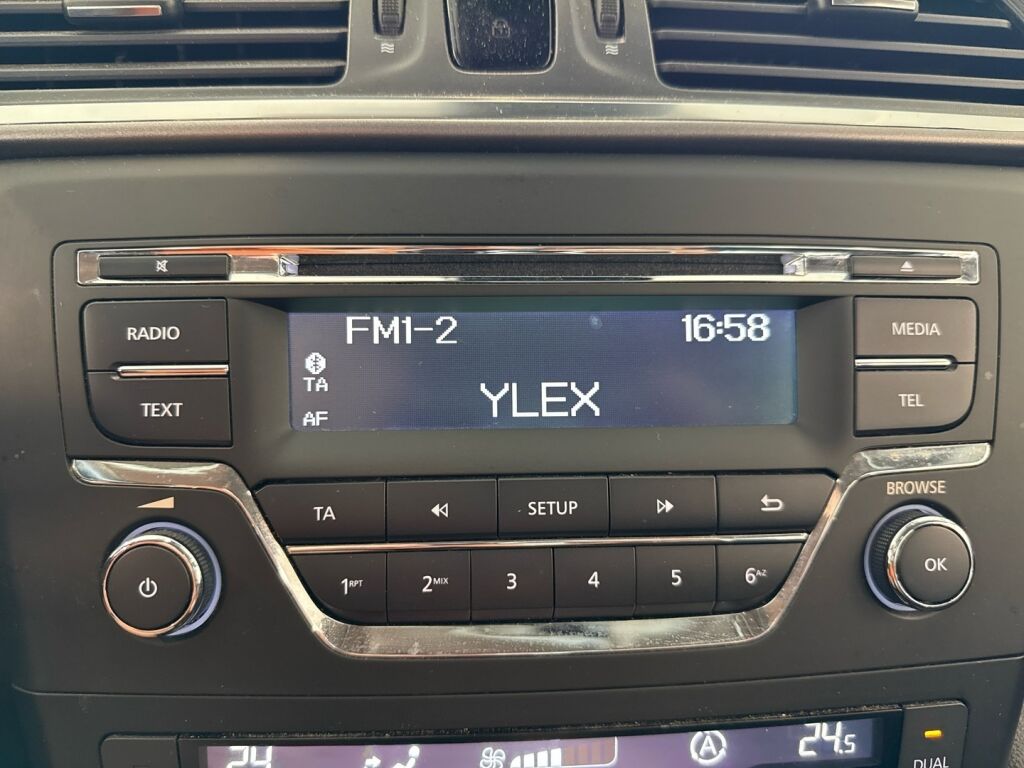 RADIO
TEXT
FM1-2 16:58
TA
AF
YLEX
MEDIA
TEL
TA SETUP
BROWSE
1RPT 2MIX 3 4 5 6A-Z
OK
24 A 24.5
DUAL